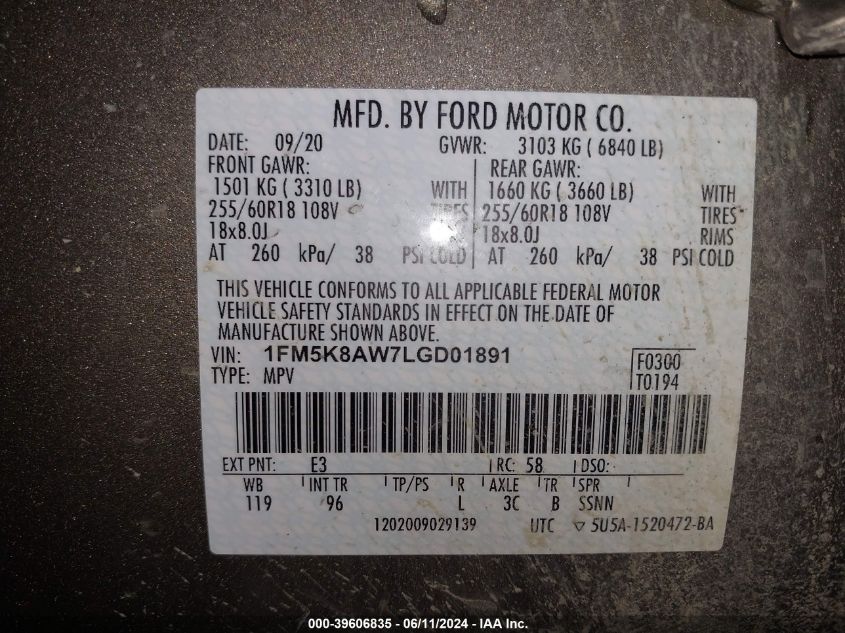 MFD. BY FORD MOTOR CO.
DATE: 09/20 GVWR: 3103 KG ( 6840 LB)
FRONT GAWR: REAR GAWR:
1501 KG ( 3310 LB) WITH 1660 KG ( 3660 LB) WITH
255/60R18 108V TIRES 255/60R18 108V TIRES
18x8.0J 18x8.0J RIMS
AT 260 kPa/ 38 PSI COLD AT 260 kPa/ 38 PSI COLD
THIS VEHICLE CONFORMS TO ALL APPLICABLE FEDERAL MOTOR
VEHICLE SAFETY STANDARDS IN EFFECT ON THE DATE OF
MANUFACTURE SHOWN ABOVE.
VIN: 1FM5K8AW7LGD01891 F0300
TYPE: MPV T0194
EXT PNT: E3 RC: 58 DSO:
WB INT TR TP/PS R AXLE TR SPR
119 96 L 3C B SSNN
1202009029139 UTC ▽ 5U5A-1520472-BA
000-39606835 - 06/11/2024 - IAA Inc.